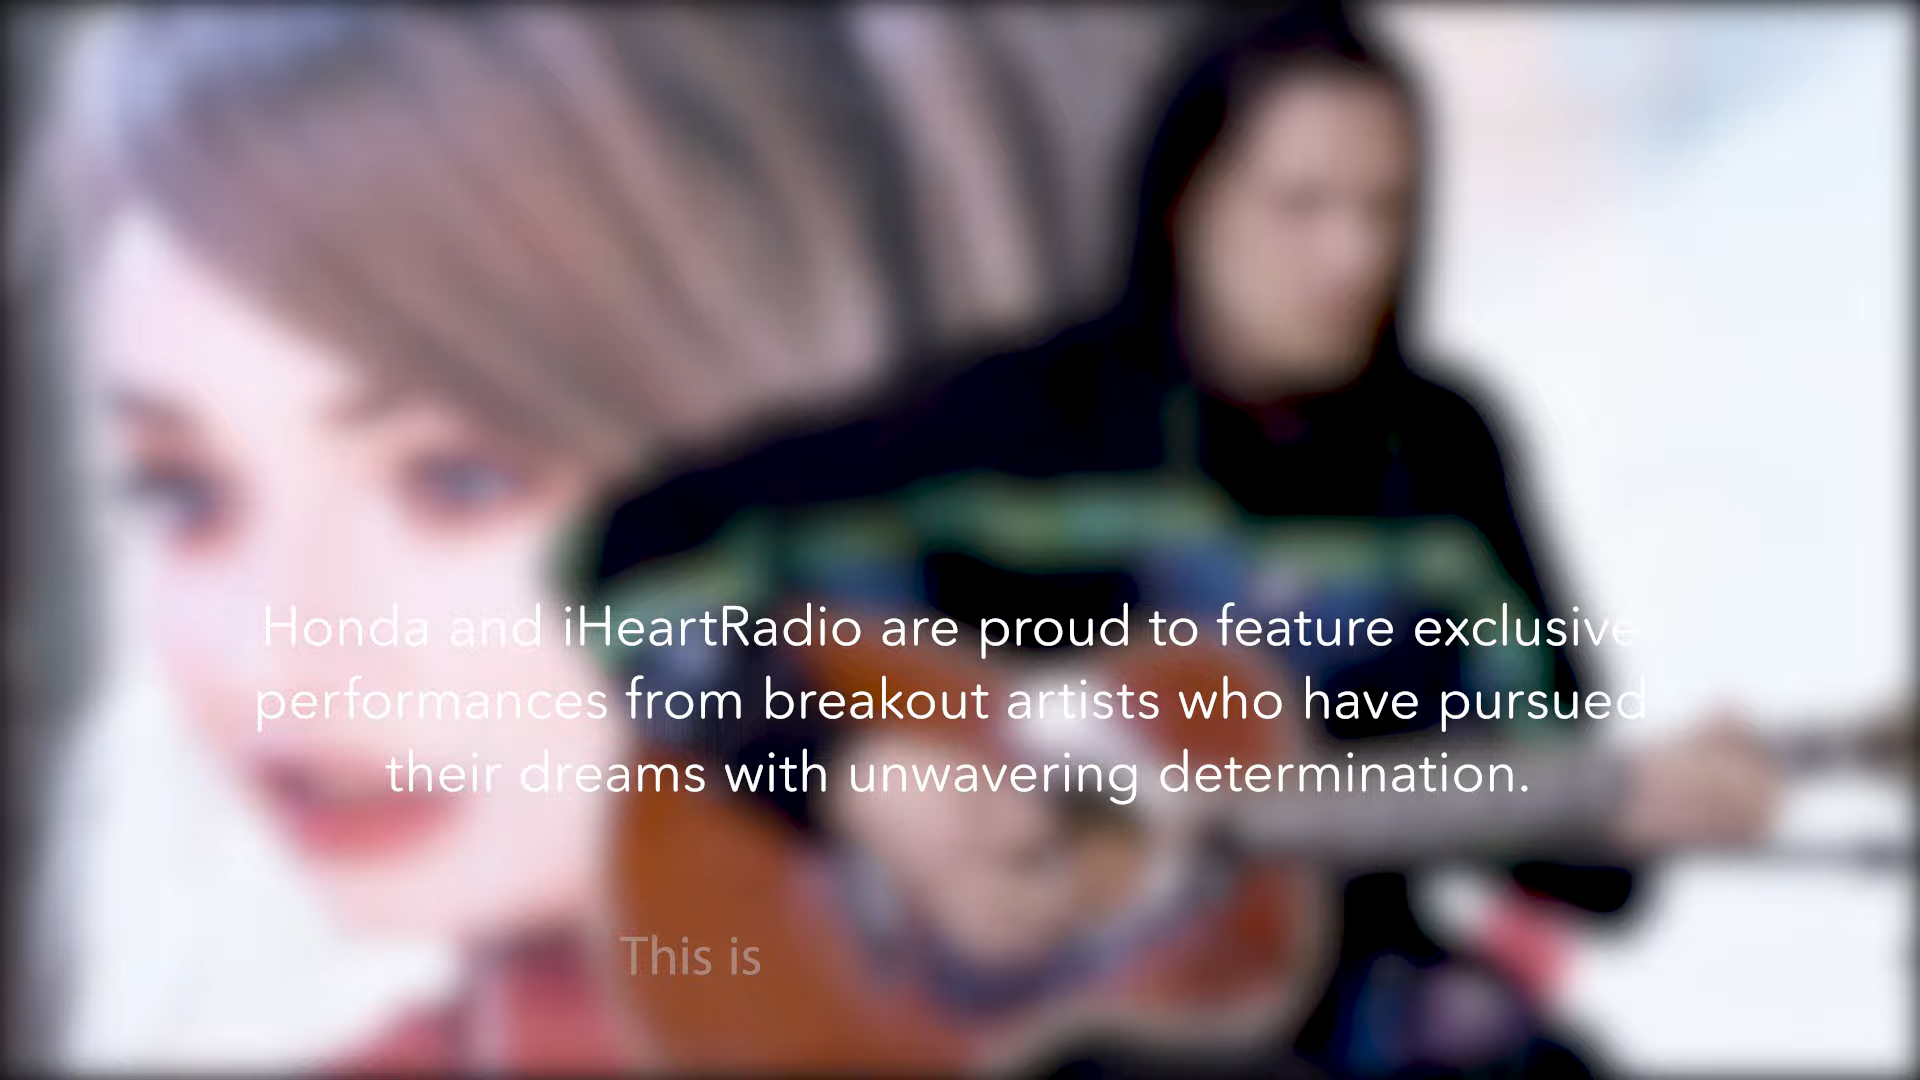 Honda and iHeartRadio are proud to feature exclusive
performances from breakout artists who have pursued
their dreams with unwavering determination.
This is